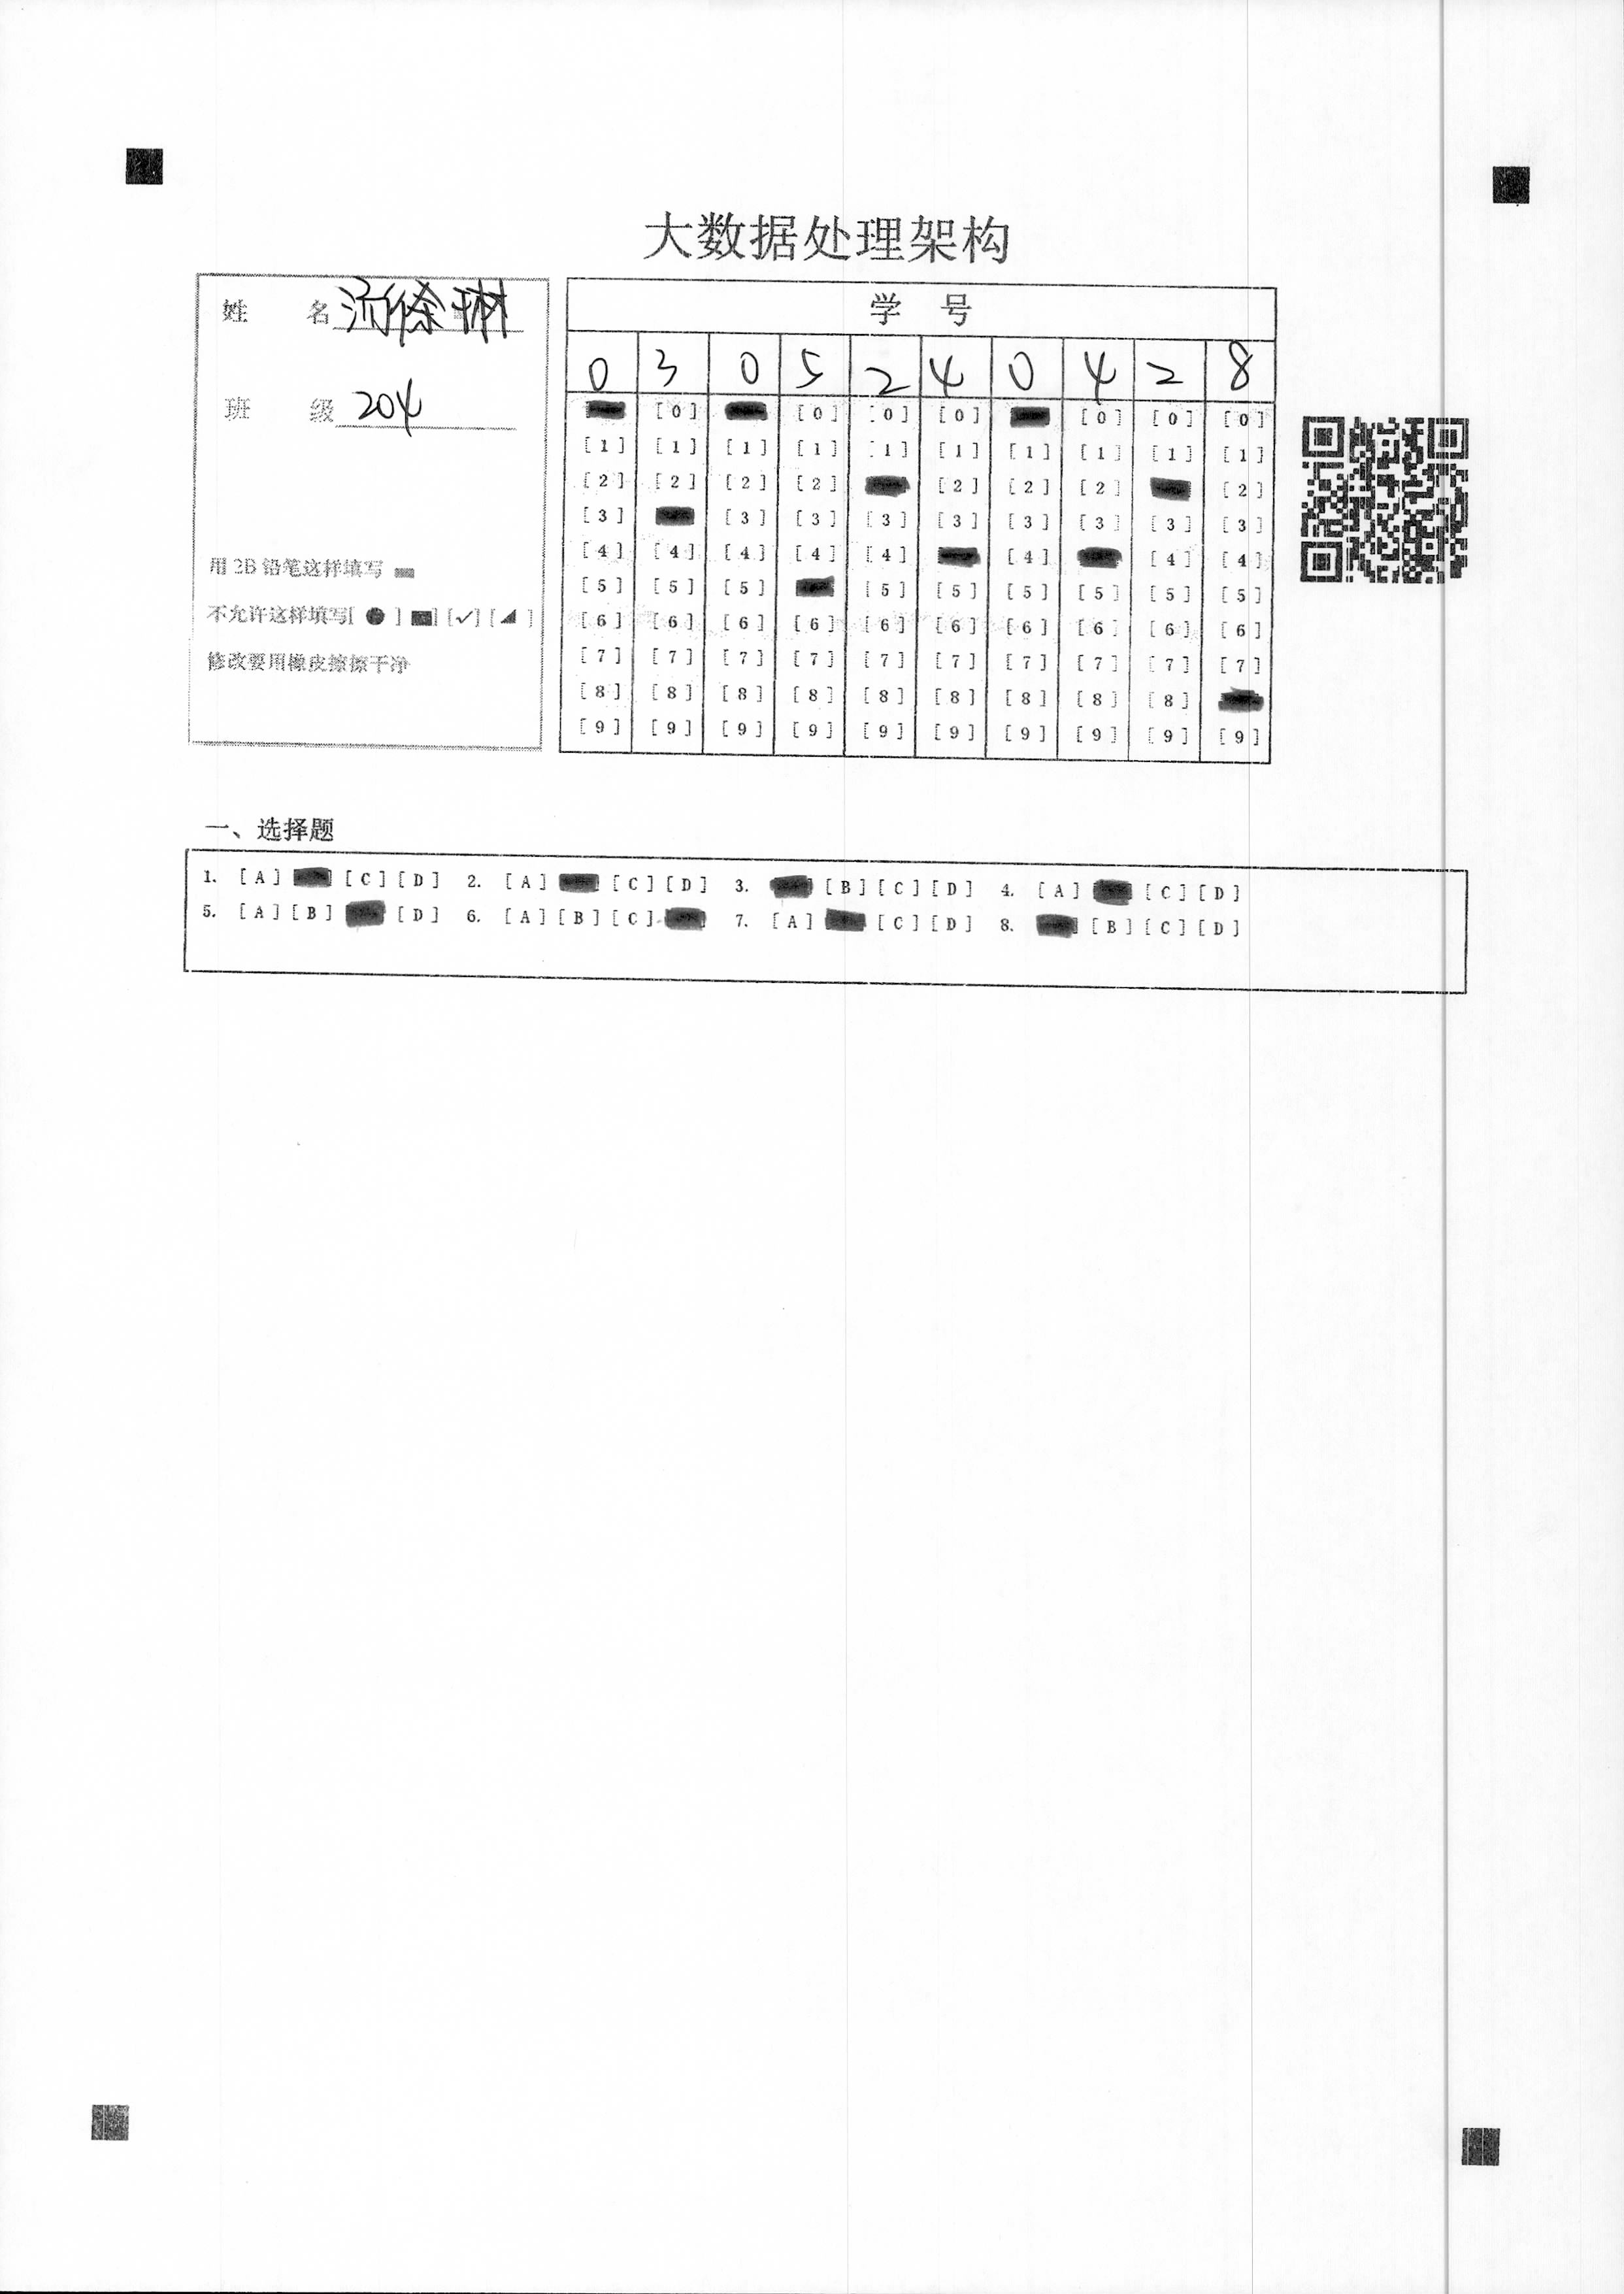 大数据处理架构
姓 名
班 级 204
用 2B 铅笔这样填写
不允许这样填写[ ● ] [■] [✓] [◢ ]
修改要用橡皮擦擦干净
学 号
0 3 0 5 2 4 0 4 2 8
[0] [0] [0] [0] [0] [0] [0]
[1] [1] [1] [1] [1] [1] [1] [1] [1] [1]
[2] [2] [2] [2] [2] [2] [2] [2]
[3] [3] [3] [3] [3] [3] [3] [3] [3]
[4] [4] [4] [4] [4] [4] [4] [4]
[5] [5] [5] [5] [5] [5] [5] [5] [5]
[6] [6] [6] [6] [6] [6] [6] [6] [6] [6]
[7] [7] [7] [7] [7] [7] [7] [7] [7] [7]
[8] [8] [8] [8] [8] [8] [8] [8] [8]
[9] [9] [9] [9] [9] [9] [9] [9] [9] [9]
一、选择题
1. [A] [C] [D] 2. [A] [C] [D] 3. [B] [C] [D] 4. [A] [C] [D]
5. [A] [B] [D] 6. [A] [B] [C] 7. [A] [C] [D] 8. [B] [C] [D]